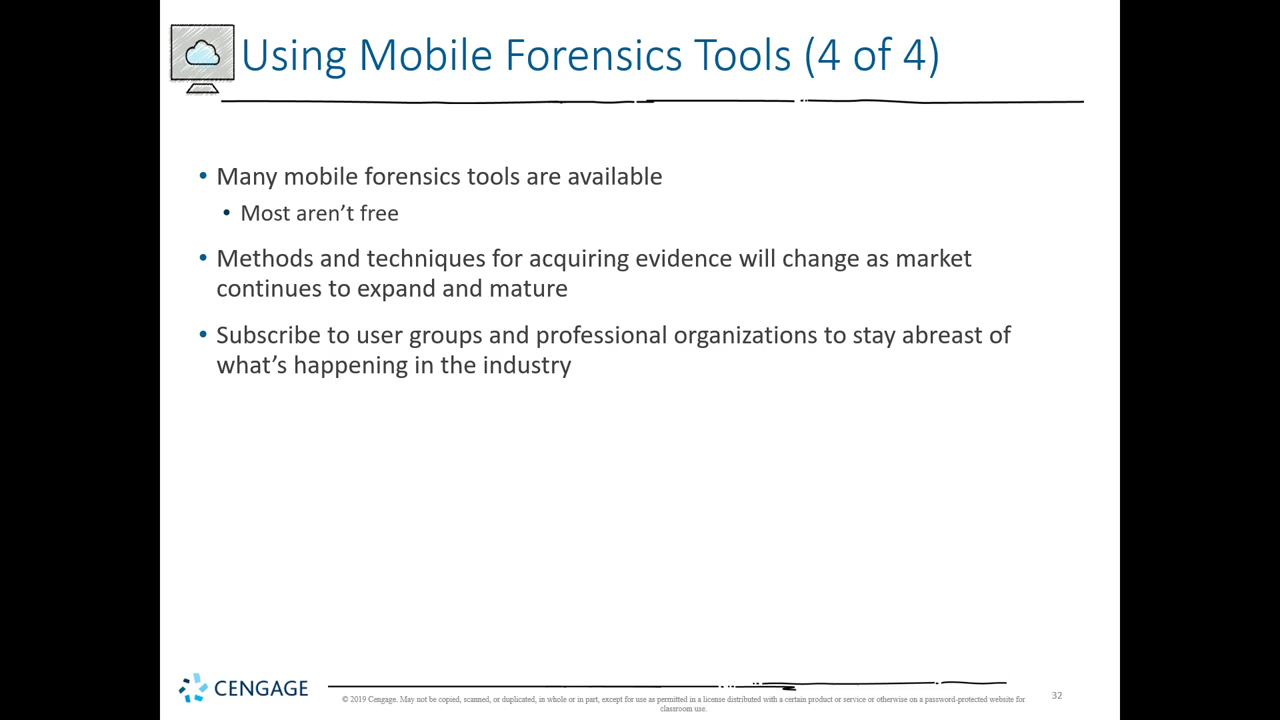 Using Mobile Forensics Tools (4 of 4)
• Many mobile forensics tools are available
• Most aren’t free
• Methods and techniques for acquiring evidence will change as market
continues to expand and mature
• Subscribe to user groups and professional organizations to stay abreast of
what’s happening in the industry
CENGAGE
© 2019 Cengage. May not be copied, scanned, or duplicated, in whole or in part, except for use as permitted in a license distributed with a certain product or service or otherwise on a password-protected website for
classroom use.
32